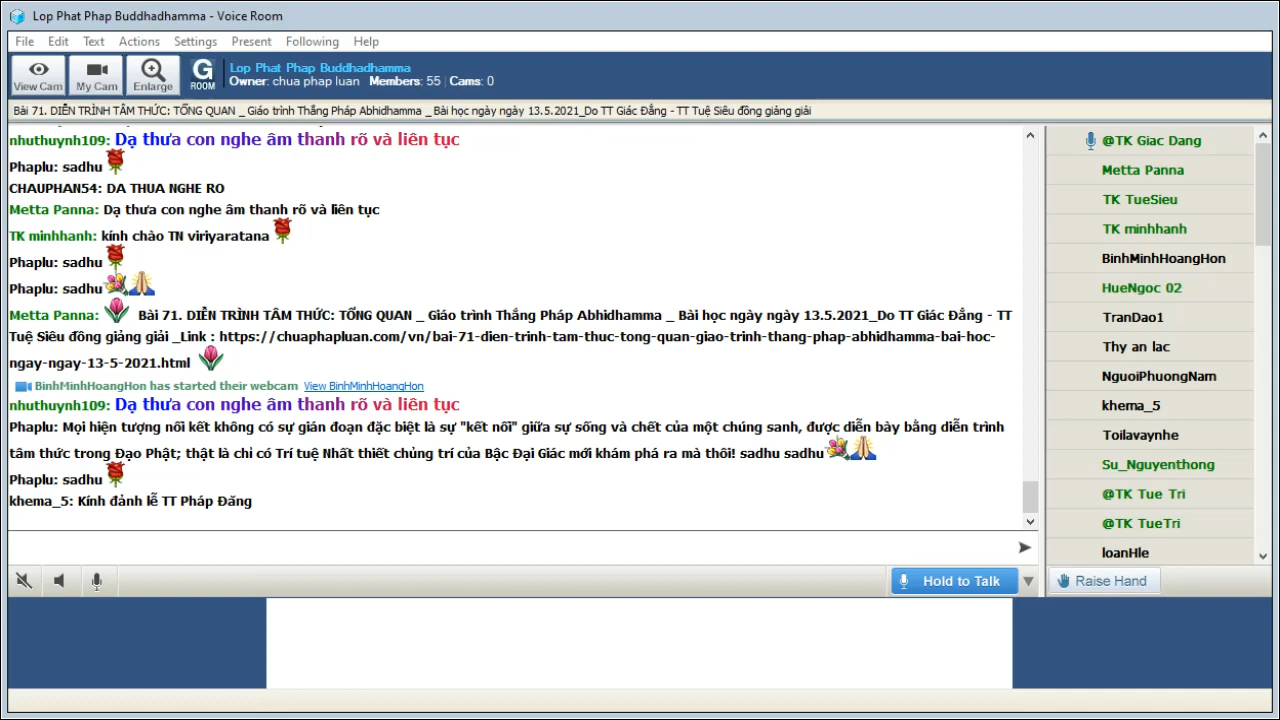 Lop Phat Phap Buddhadhamma - Voice Room
File Edit Text Actions Settings Present Following Help
View Cam My Cam Enlarge G ROOM
Lop Phat Phap Buddhadhamma
Owner: chua phap luan Members: 55 Cams: 0
Bài 71. DIỄN TRÌNH TÂM THỨC: TỔNG QUAN _ Giáo trình Thắng Pháp Abhidhamma _ Bài học ngày ngày 13.5.2021_Do TT Giác Đẳng - TT Tuệ Siêu đồng giảng giải
nhuthuynh109: Dạ thưa con nghe âm thanh rõ và liên tục
Phaplu: sadhu
CHAUPHAN54: DA THUA NGHE RO
Metta Panna: Dạ thưa con nghe âm thanh rõ và liên tục
TK minhhanh: kính chào TN viriyaratana
Phaplu: sadhu
Phaplu: sadhu
Metta Panna: Bài 71. DIỄN TRÌNH TÂM THỨC: TỔNG QUAN _ Giáo trình Thắng Pháp Abhidhamma _ Bài học ngày ngày 13.5.2021_Do TT Giác Đẳng - TT
Tuệ Siêu đồng giảng giải _Link : https://chuaphapluan.com/vn/bai-71-dien-trinh-tam-thuc-tong-quan-giao-trinh-thang-phap-abhidhamma-bai-hoc-
ngay-ngay-13-5-2021.html
BinhMinhHoangHon has started their webcam View BinhMinhHoangHon
nhuthuynh109: Dạ thưa con nghe âm thanh rõ và liên tục
Phaplu: Mọi hiện tượng nối kết không có sự gián đoạn đặc biệt là sự "kết nối" giữa sự sống và chết của một chúng sanh, được diễn bày bằng diễn trình
tâm thức trong Đạo Phật; thật là chỉ có Trí tuệ Nhất thiết chủng trí của Bậc Đại Giác mới khám phá ra mà thôi! sadhu sadhu
Phaplu: sadhu
khema_5: Kính đảnh lễ TT Pháp Đăng
@TK Giac Dang
Metta Panna
TK TueSieu
TK minhhanh
BinhMinhHoangHon
HueNgoc 02
TranDao1
Thy an lac
NguoiPhuongNam
khema_5
Toilavaynhe
Su_Nguyenthong
@TK Tue Tri
@TK TueTri
loanHle
Hold to Talk
Raise Hand